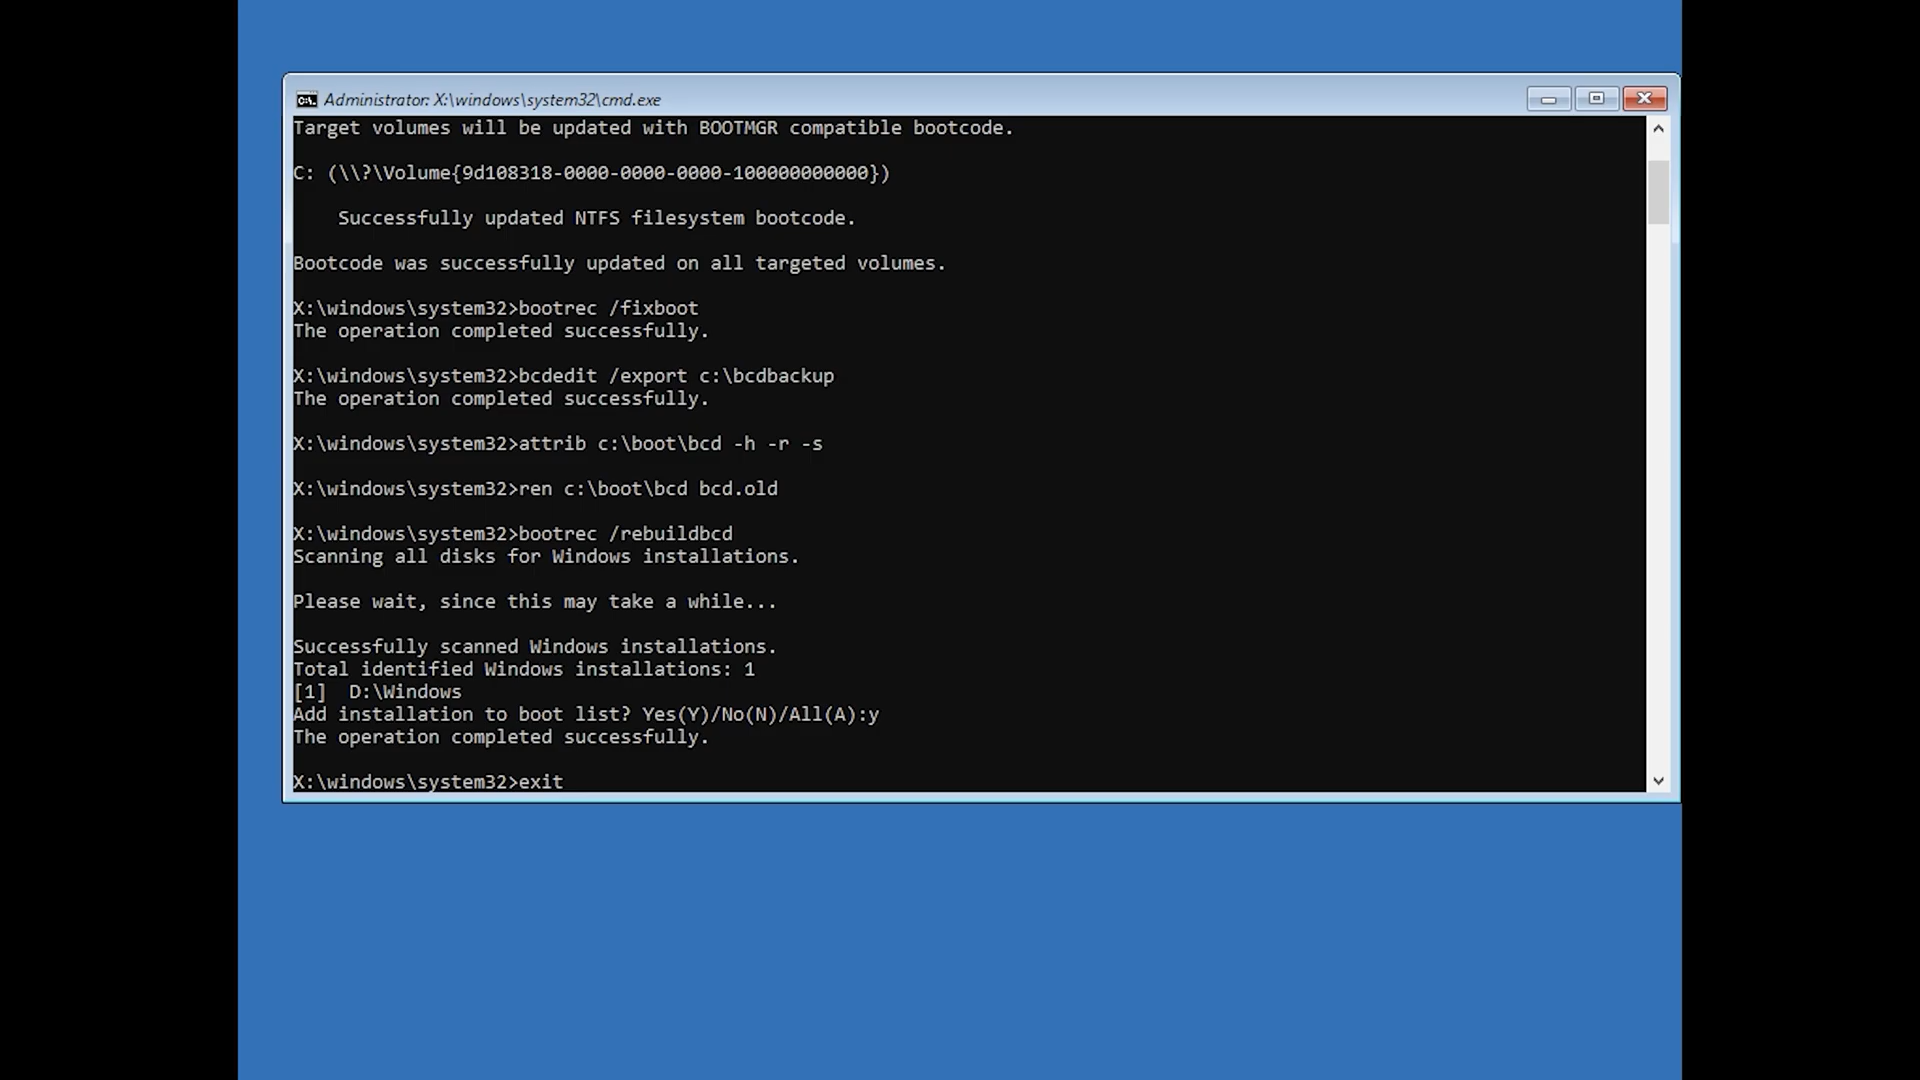 Administrator: X:\windows\system32\cmd.exe
Target volumes will be updated with BOOTMGR compatible bootcode.
C: (\\?\Volume{9d108318-0000-0000-0000-100000000000})
Successfully updated NTFS filesystem bootcode.
Bootcode was successfully updated on all targeted volumes.
X:\windows\system32>bootrec /fixboot
The operation completed successfully.
X:\windows\system32>bcdedit /export c:\bcdbackup
The operation completed successfully.
X:\windows\system32>attrib c:\boot\bcd -h -r -s
X:\windows\system32>ren c:\boot\bcd bcd.old
X:\windows\system32>bootrec /rebuildbcd
Scanning all disks for Windows installations.
Please wait, since this may take a while...
Successfully scanned Windows installations.
Total identified Windows installations: 1
[1]  D:\Windows
Add installation to boot list? Yes(Y)/No(N)/All(A):y
The operation completed successfully.
X:\windows\system32>exit